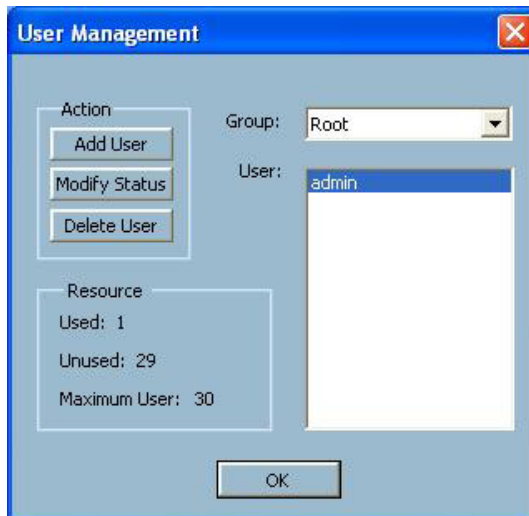 User Management
Action
Add User
Modify Status
Delete User
Group: Root
User: admin
Resource
Used: 1
Unused: 29
Maximum User: 30
OK